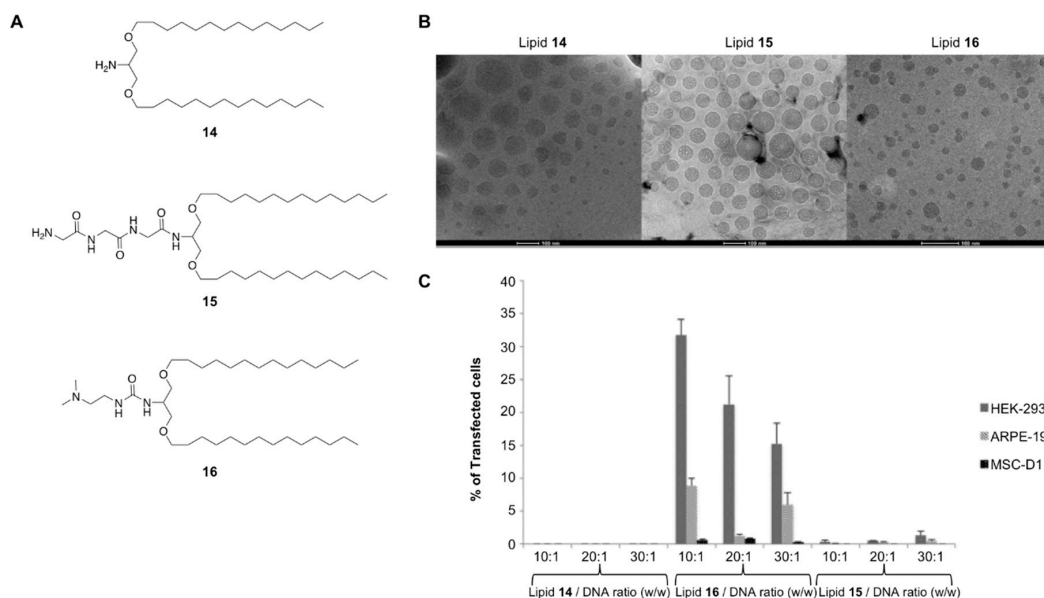 A
O
H₂N
O
14
O
H₂N
O
N
H
O
H
N
O
N
H
O
O
15
N
O
N
H
N
H
O
O
16
B
Lipid 14 Lipid 15 Lipid 16
100 nm 100 nm 100 nm
C
% of Transfected cells
40
35
30
25
20
15
10
5
0
HEK-293
ARPE-19
MSC-D1
10:1 20:1 30:1 10:1 20:1 30:1 10:1 20:1 30:1
Lipid 14 / DNA ratio (w/w) Lipid 16 / DNA ratio (w/w) Lipid 15 / DNA ratio (w/w)